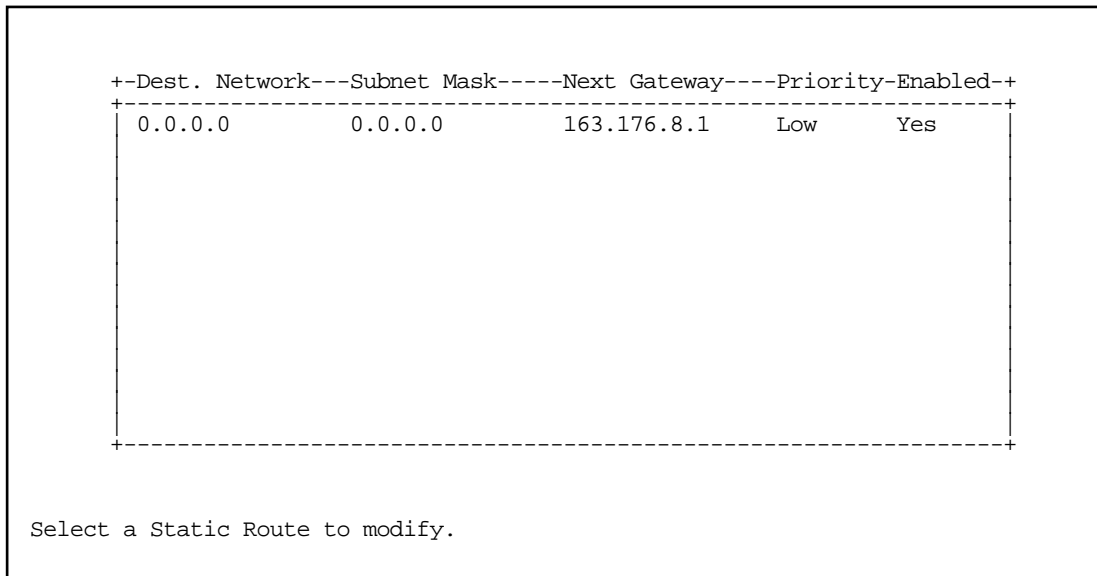 +-Dest. Network---Subnet Mask-----Next Gateway----Priority-Enabled-+
0.0.0.0 0.0.0.0 163.176.8.1 Low Yes
Select a Static Route to modify.